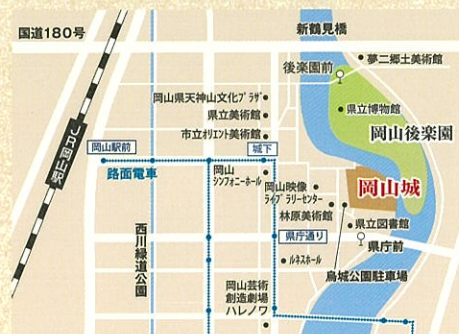 国道180号
新鶴見橋
後楽園前
夢二郷土美術館
岡山県天神山文化プラザ
県立博物館
県立美術館
岡山後楽園
市立オリエント美術館
JR岡山駅
岡山駅前
城下
路面電車
岡山
シンフォニーホール
岡山城
岡山映像
ライブラリーセンター
林原美術館
西川緑道公園
県立図書館
県庁通り
県庁前
ルネスホール
烏城公園駐車場
岡山芸術
創造劇場
ハレノワ